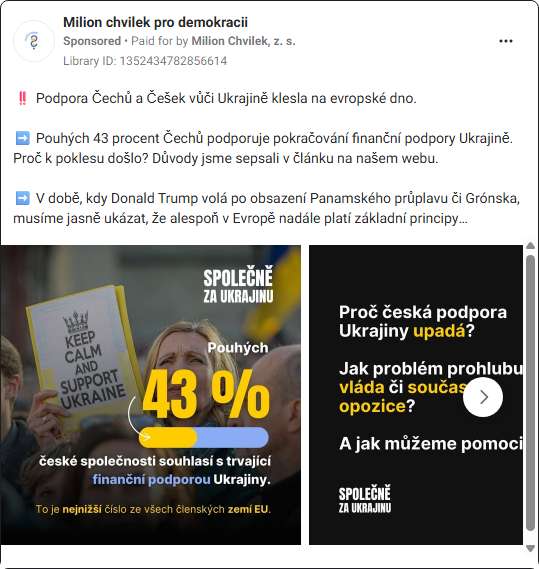 Milion chvilek pro demokracii
Sponsored • Paid for by Milion Chvilek, z. s.
Library ID: 1352434782856614
‼️ Podpora Čechů a Češek vůči Ukrajině klesla na evropské dno.
➡️ Pouhých 43 procent Čechů podporuje pokračování finanční podpory Ukrajině.
Proč k poklesu došlo? Důvody jsme sepsali v článku na našem webu.
➡️ V době, kdy Donald Trump volá po obsazení Panamského průplavu či Grónska,
musíme jasně ukázat, že alespoň v Evropě nadále platí základní principy…
SPOLEČNĚ
ZA UKRAJINU
KEEP
CALM
AND
SUPPORT
UKRAINE
Pouhých
43 %
české společnosti souhlasí s trvající
finanční podporou Ukrajiny.
To je nejnižší číslo ze všech členských zemí EU.
Proč česká podpora
Ukrajiny upadá?
Jak problém prohlubu
vláda či součas
opozice?
A jak můžeme pomoci
SPOLEČNĚ
ZA UKRAJINU